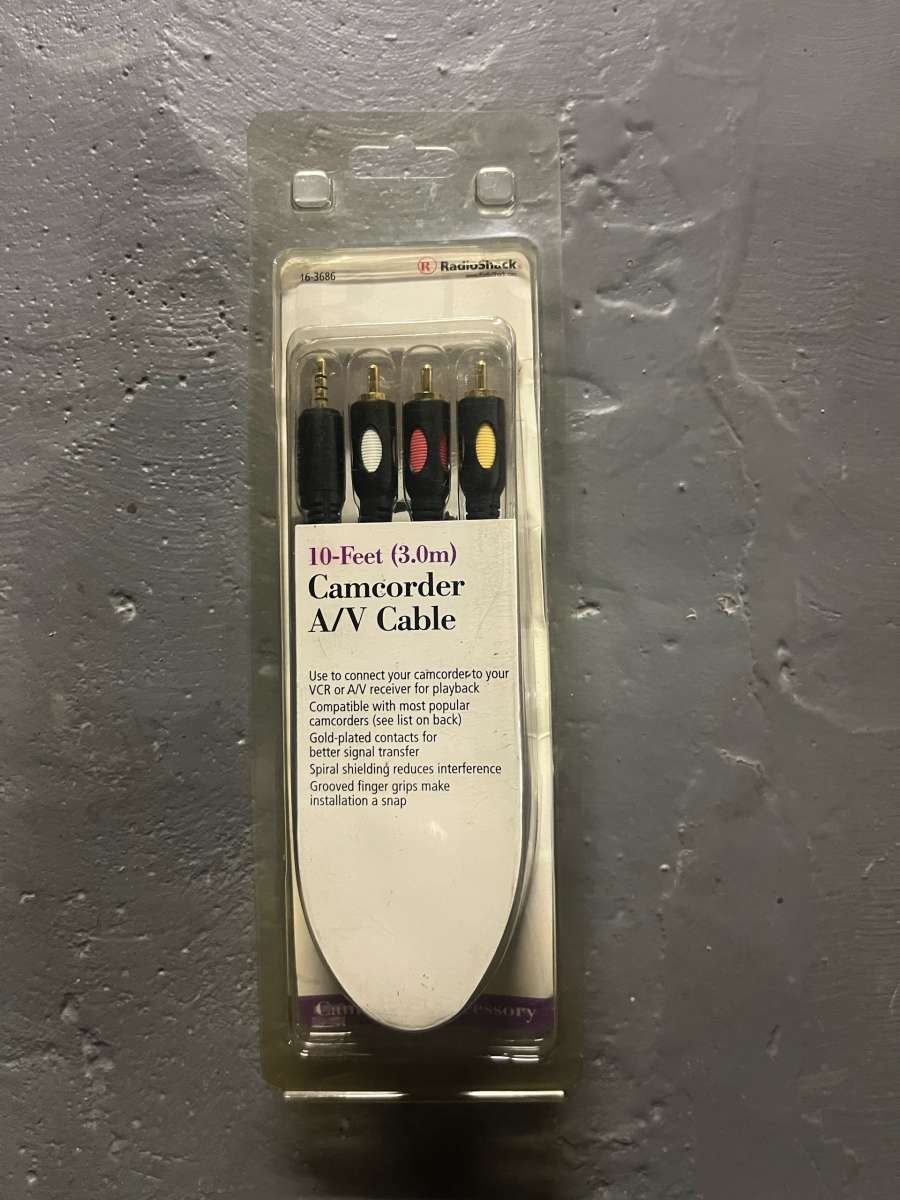 16-3686
® RadioShack
10-Feet (3.0m)
Camcorder
A/V Cable
Use to connect your camcorder to your
VCR or A/V receiver for playback
Compatible with most popular
camcorders (see list on back)
Gold-plated contacts for
better signal transfer
Spiral shielding reduces interference
Grooved finger grips make
installation a snap